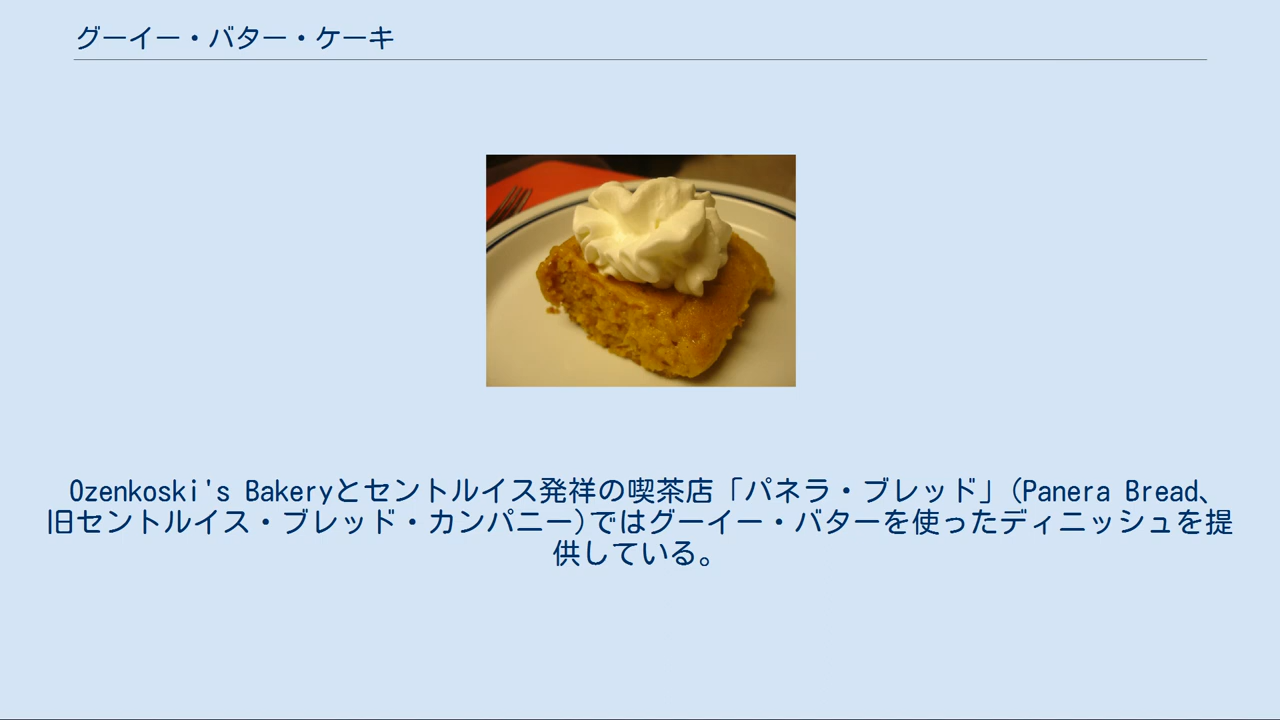 グーイー・バター・ケーキ
Ozenkoski's Bakeryとセントルイス発祥の喫茶店「パネラ・ブレッド」(Panera Bread、
旧セントルイス・ブレッド・カンパニー)ではグーイー・バターを使ったディニッシュを提
供している。